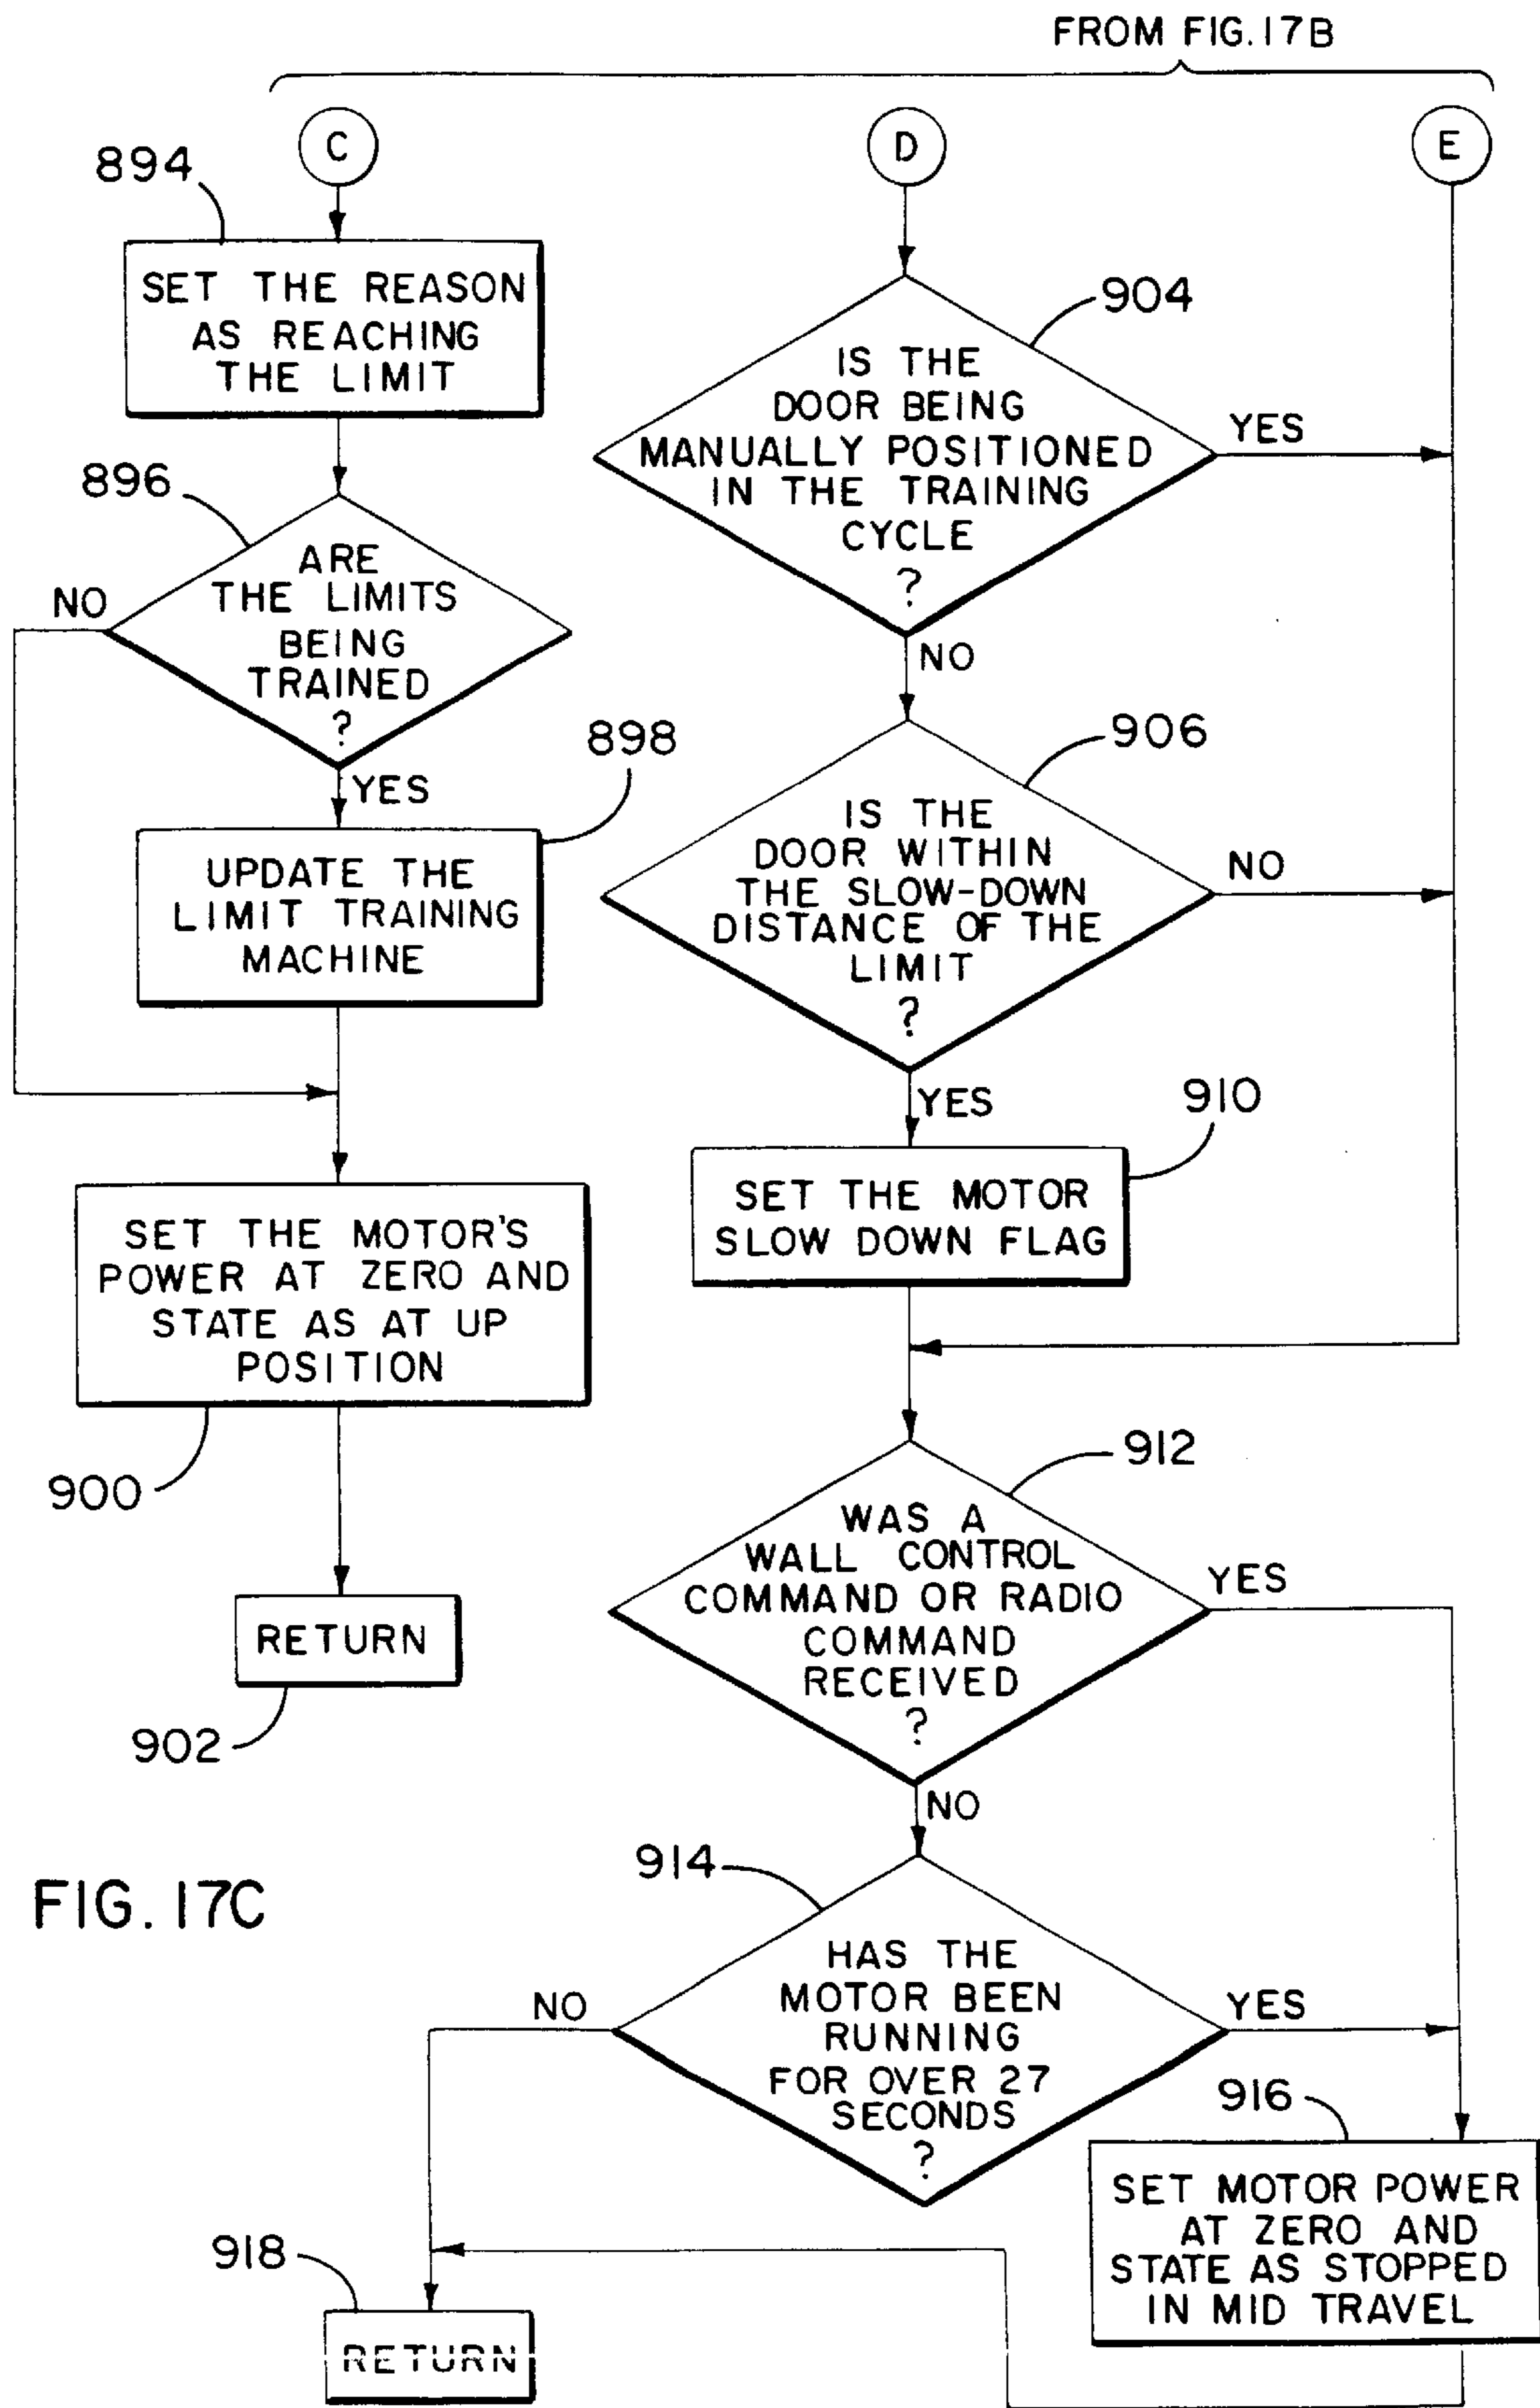 FROM FIG. 17B
C
D
E
894
SET THE REASON
AS REACHING
THE LIMIT
896
ARE
THE LIMITS
BEING
TRAINED
?
NO
YES
898
UPDATE THE
LIMIT TRAINING
MACHINE
SET THE MOTOR'S
POWER AT ZERO AND
STATE AS AT UP
POSITION
900
RETURN
902
904
IS THE
DOOR BEING
MANUALLY POSITIONED
IN THE TRAINING
CYCLE
?
YES
NO
906
IS THE
DOOR WITHIN
THE SLOW-DOWN
DISTANCE OF THE
LIMIT
?
NO
YES
910
SET THE MOTOR
SLOW DOWN FLAG
912
WAS A
WALL CONTROL
COMMAND OR RADIO
COMMAND
RECEIVED
?
YES
NO
914
HAS THE
MOTOR BEEN
RUNNING
FOR OVER 27
SECONDS
?
NO
YES
916
SET MOTOR POWER
AT ZERO AND
STATE AS STOPPED
IN MID TRAVEL
918
RETURN
FIG. 17C